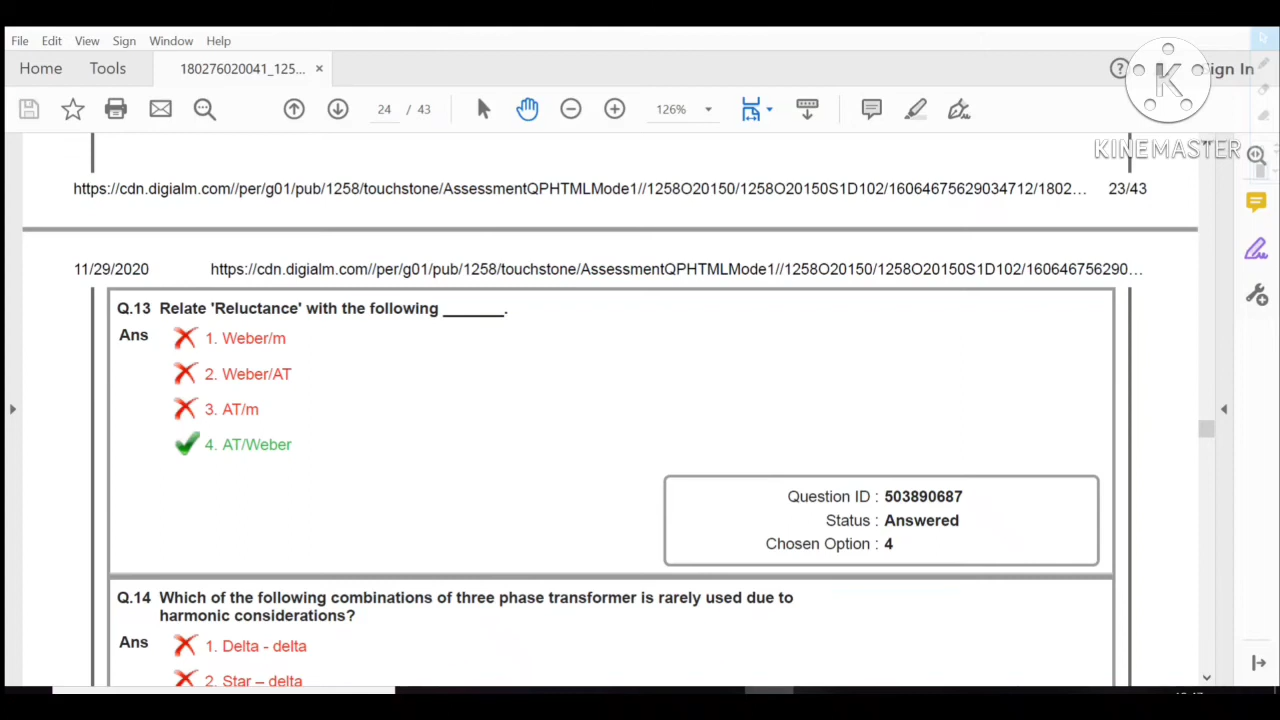 File Edit View Sign Window Help
Home Tools 180276020041_125... × ? Sign In
24 / 43 126%
K
KINEMASTER
https://cdn.digialm.com//per/g01/pub/1258/touchstone/AssessmentQPHTMLMode1//1258O20150/1258O20150S1D102/16064675629034712/1802... 23/43
11/29/2020 https://cdn.digialm.com//per/g01/pub/1258/touchstone/AssessmentQPHTMLMode1//1258O20150/1258O20150S1D102/160646756290...
Q.13 Relate 'Reluctance' with the following _______.
Ans 1. Weber/m
2. Weber/AT
3. AT/m
4. AT/Weber
Question ID : 503890687
Status : Answered
Chosen Option : 4
Q.14 Which of the following combinations of three phase transformer is rarely used due to
harmonic considerations?
Ans 1. Delta - delta
2. Star – delta